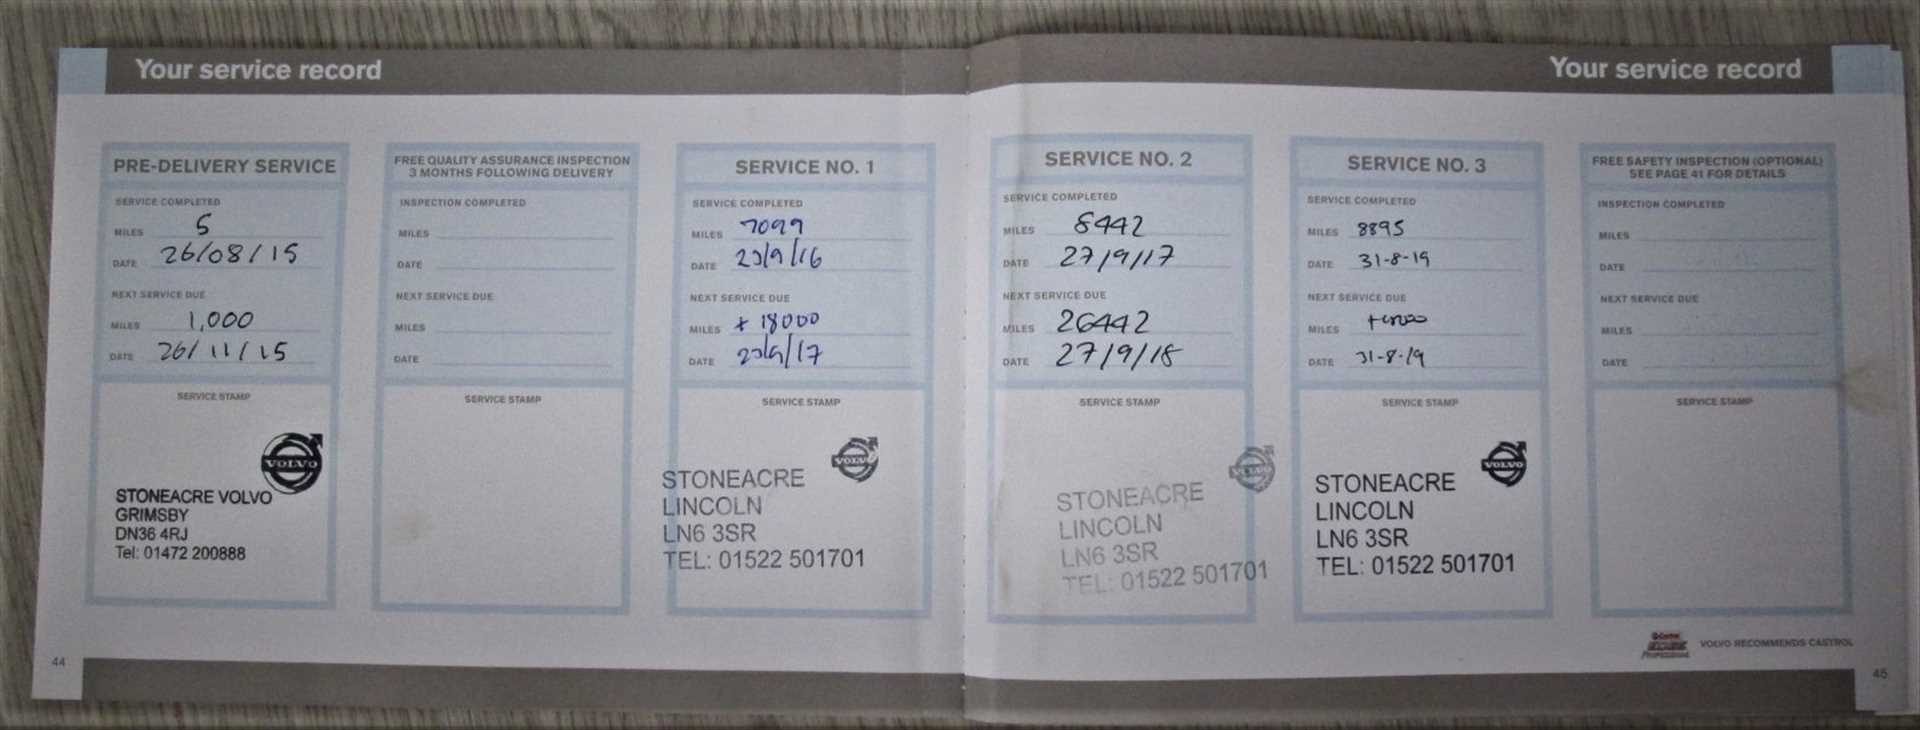 Your service record
PRE-DELIVERY SERVICE
SERVICE COMPLETED
MILES 5
DATE 26/08/15
NEXT SERVICE DUE
MILES 1,000
DATE 26/11/15
SERVICE STAMP
VOLVO
STONEACRE VOLVO
GRIMSBY
DN36 4RJ
Tel: 01472 200888
FREE QUALITY ASSURANCE INSPECTION
3 MONTHS FOLLOWING DELIVERY
INSPECTION COMPLETED
MILES
DATE
NEXT SERVICE DUE
MILES
DATE
SERVICE STAMP
SERVICE NO. 1
SERVICE COMPLETED
MILES 7099
DATE
NEXT SERVICE DUE
MILES + 18000
DATE
SERVICE STAMP
VOLVO
STONEACRE
LINCOLN
LN6 3SR
TEL: 01522 501701
44
Your service record
SERVICE NO. 2
SERVICE COMPLETED
MILES 8442
DATE 27/9/17
NEXT SERVICE DUE
MILES 26442
DATE 27/9/18
SERVICE STAMP
VOLVO
STONEACRE
LINCOLN
LN6 3SR
TEL: 01522 501701
SERVICE NO. 3
SERVICE COMPLETED
MILES 8895
DATE 31-8-19
NEXT SERVICE DUE
MILES
DATE 31-8-19
SERVICE STAMP
VOLVO
STONEACRE
LINCOLN
LN6 3SR
TEL: 01522 501701
FREE SAFETY INSPECTION (OPTIONAL)
SEE PAGE 41 FOR DETAILS
INSPECTION COMPLETED
MILES
DATE
NEXT SERVICE DUE
MILES
DATE
SERVICE STAMP
Castrol
EDGE
Professional
VOLVO RECOMMENDS CASTROL
45